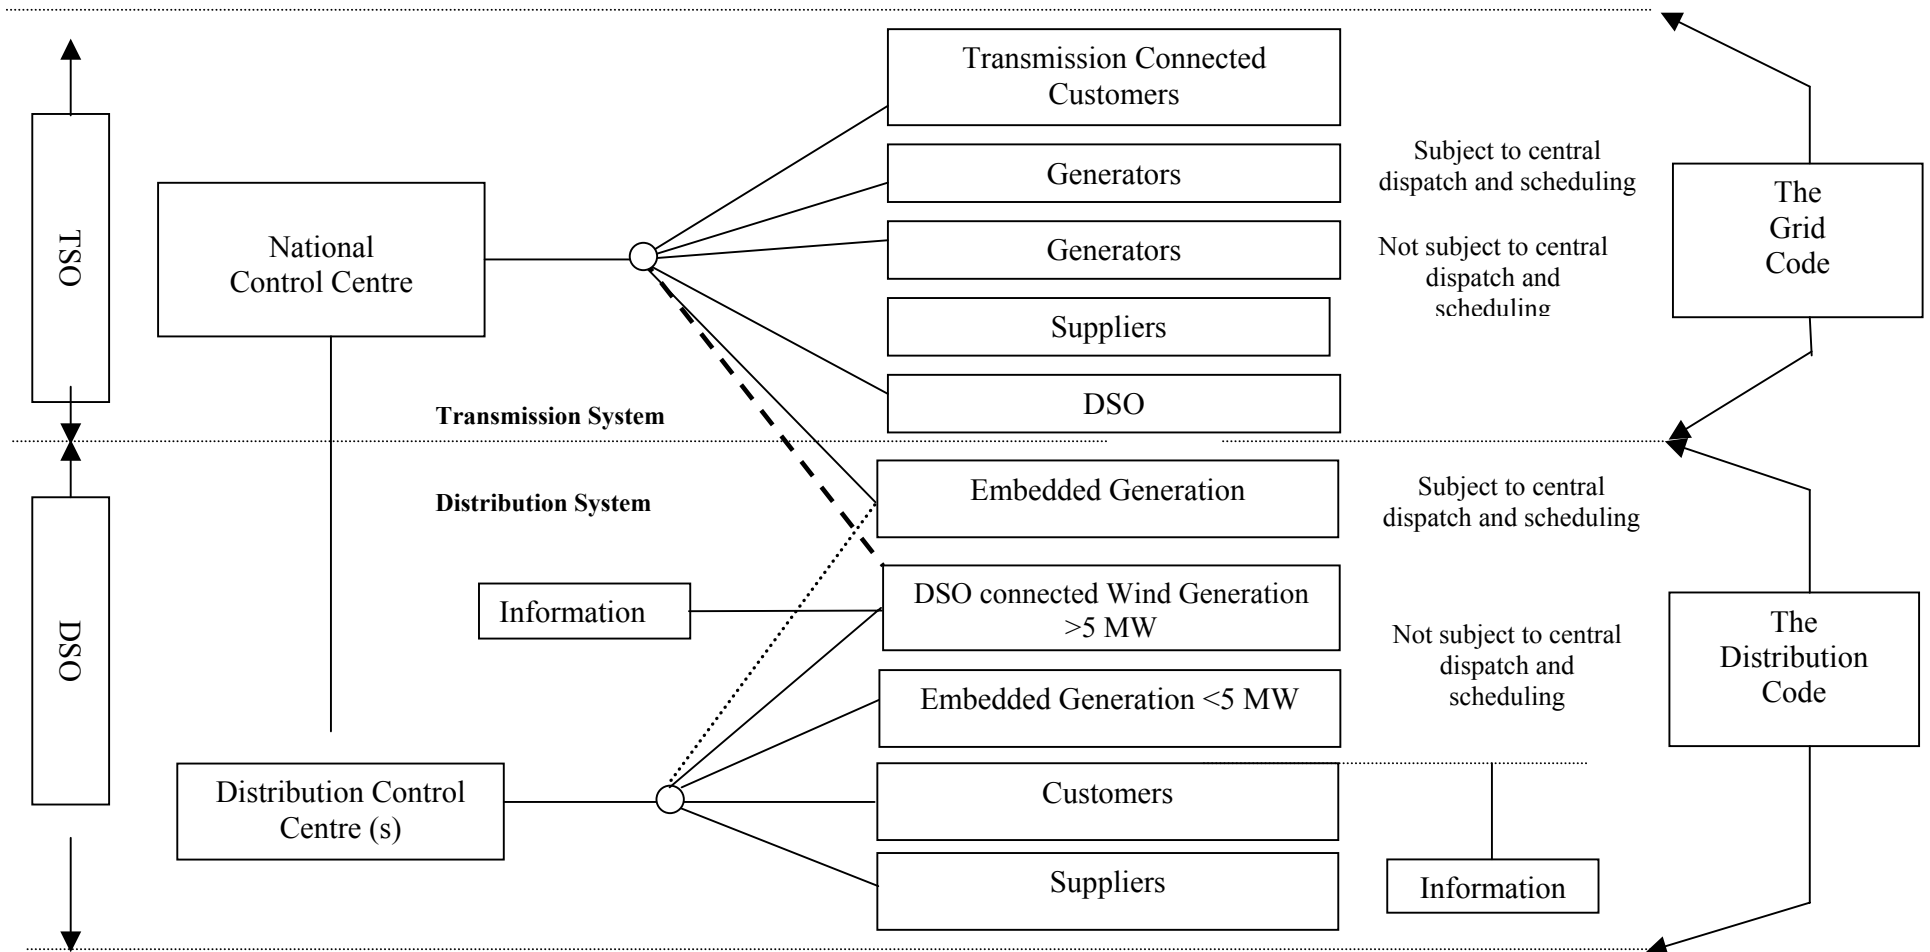 TSO
National
Control Centre
Transmission Connected
Customers
Generators
Subject to central
dispatch and scheduling
Generators
Not subject to central
dispatch and
scheduling
Suppliers
DSO
The
Grid
Code
Transmission System
Distribution System
DSO
Embedded Generation
Subject to central
dispatch and scheduling
Information
DSO connected Wind Generation
>5 MW
Embedded Generation <5 MW
Not subject to central
dispatch and
scheduling
The
Distribution
Code
Distribution Control
Centre (s)
Customers
Suppliers
Information